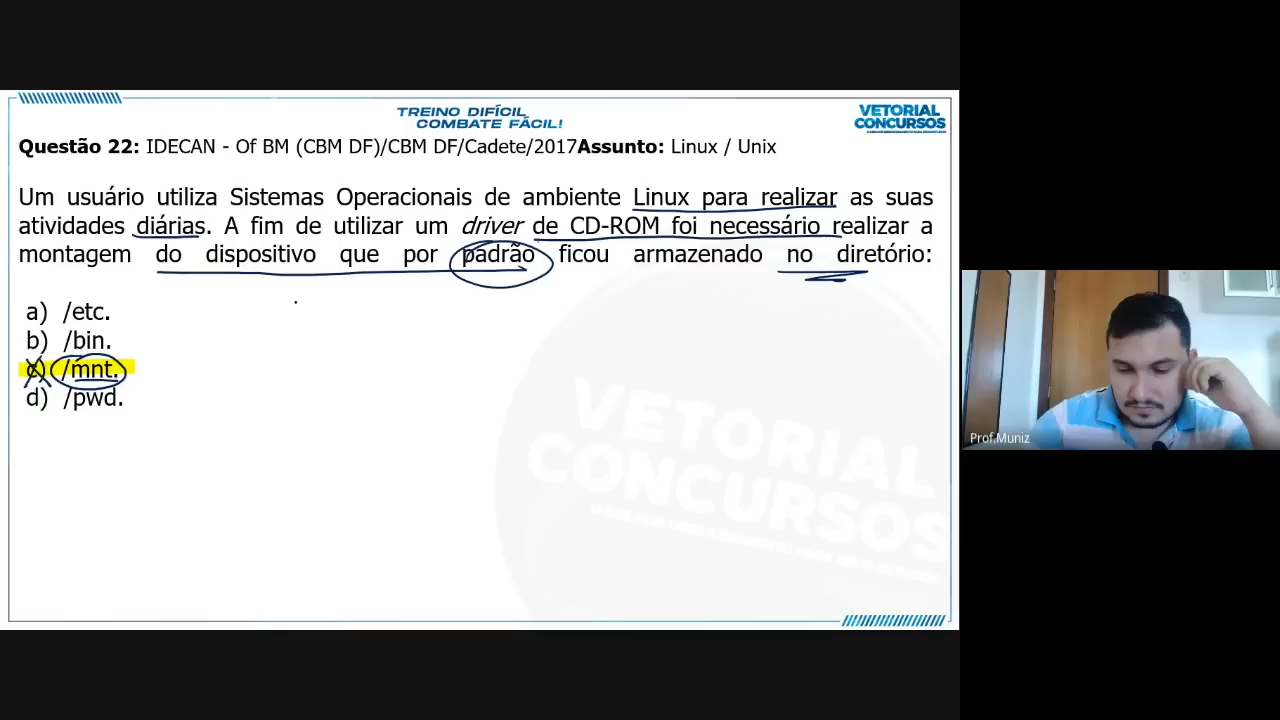 TREINO DIFÍCIL
COMBATE FÁCIL!
VETORIAL
CONCURSOS
Questão 22: IDECAN - Of BM (CBM DF)/CBM DF/Cadete/2017Assunto: Linux / Unix
Um usuário utiliza Sistemas Operacionais de ambiente Linux para realizar as suas
atividades diárias. A fim de utilizar um driver de CD-ROM foi necessário realizar a
montagem do dispositivo que por padrão ficou armazenado no diretório:
a) /etc.
b) /bin.
c) /mnt.
d) /pwd.
VETORIAL
CONCURSOS
Prof.Muniz